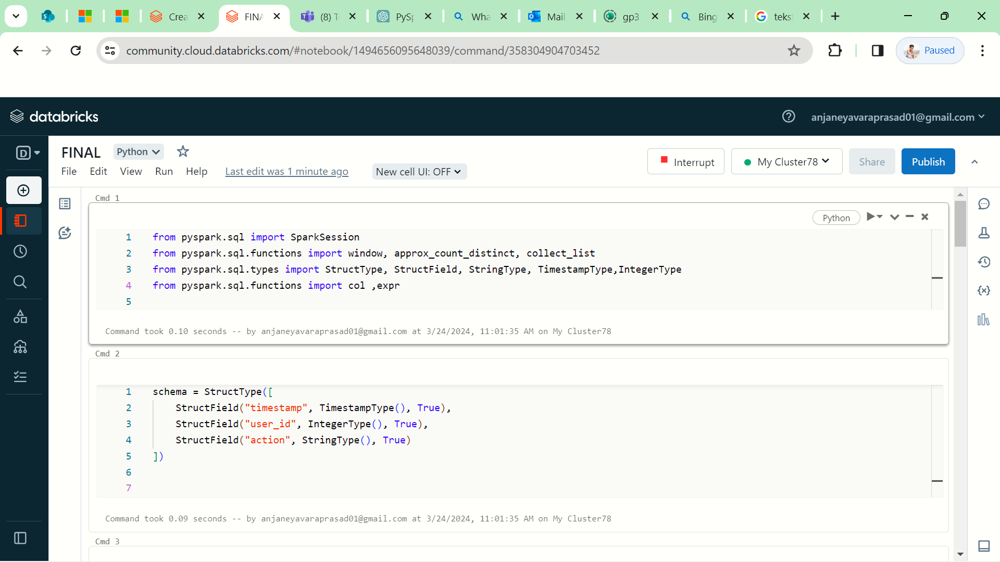 Crea
FINA
(8) T
PySp
Wha
Mail
gp3
Bing
teks
community.cloud.databricks.com/#notebook/1494656095648039/command/358304904703452
Paused
databricks
anjaneyavaraprasad01@gmail.com
D
FINAL
Python
File Edit View Run Help Last edit was 1 minute ago New cell UI: OFF
Interrupt
My Cluster78
Share
Publish
Cmd 1
Python
1 from pyspark.sql import SparkSession
2 from pyspark.sql.functions import window, approx_count_distinct, collect_list
3 from pyspark.sql.types import StructType, StructField, StringType, TimestampType,IntegerType
4 from pyspark.sql.functions import col ,expr
5
Command took 0.10 seconds -- by anjaneyavaraprasad01@gmail.com at 3/24/2024, 11:01:35 AM on My Cluster78
Cmd 2
1 schema = StructType([
2 StructField("timestamp", TimestampType(), True),
3 StructField("user_id", IntegerType(), True),
4 StructField("action", StringType(), True)
5 ])
6
7
Command took 0.09 seconds -- by anjaneyavaraprasad01@gmail.com at 3/24/2024, 11:01:35 AM on My Cluster78
Cmd 3